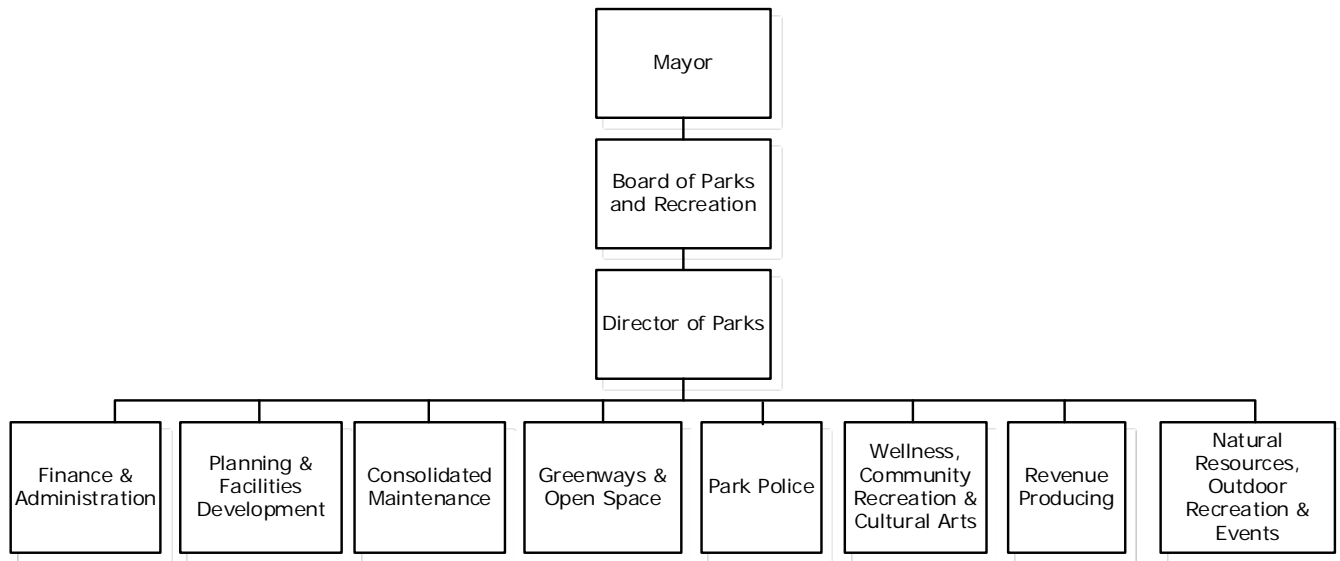 Mayor
Board of Parks
and Recreation
Director of Parks
Finance &
Administration
Planning &
Facilities
Development
Consolidated
Maintenance
Greenways &
Open Space
Park Police
Wellness,
Community
Recreation &
Cultural Arts
Revenue
Producing
Natural
Resources,
Outdoor
Recreation &
Events